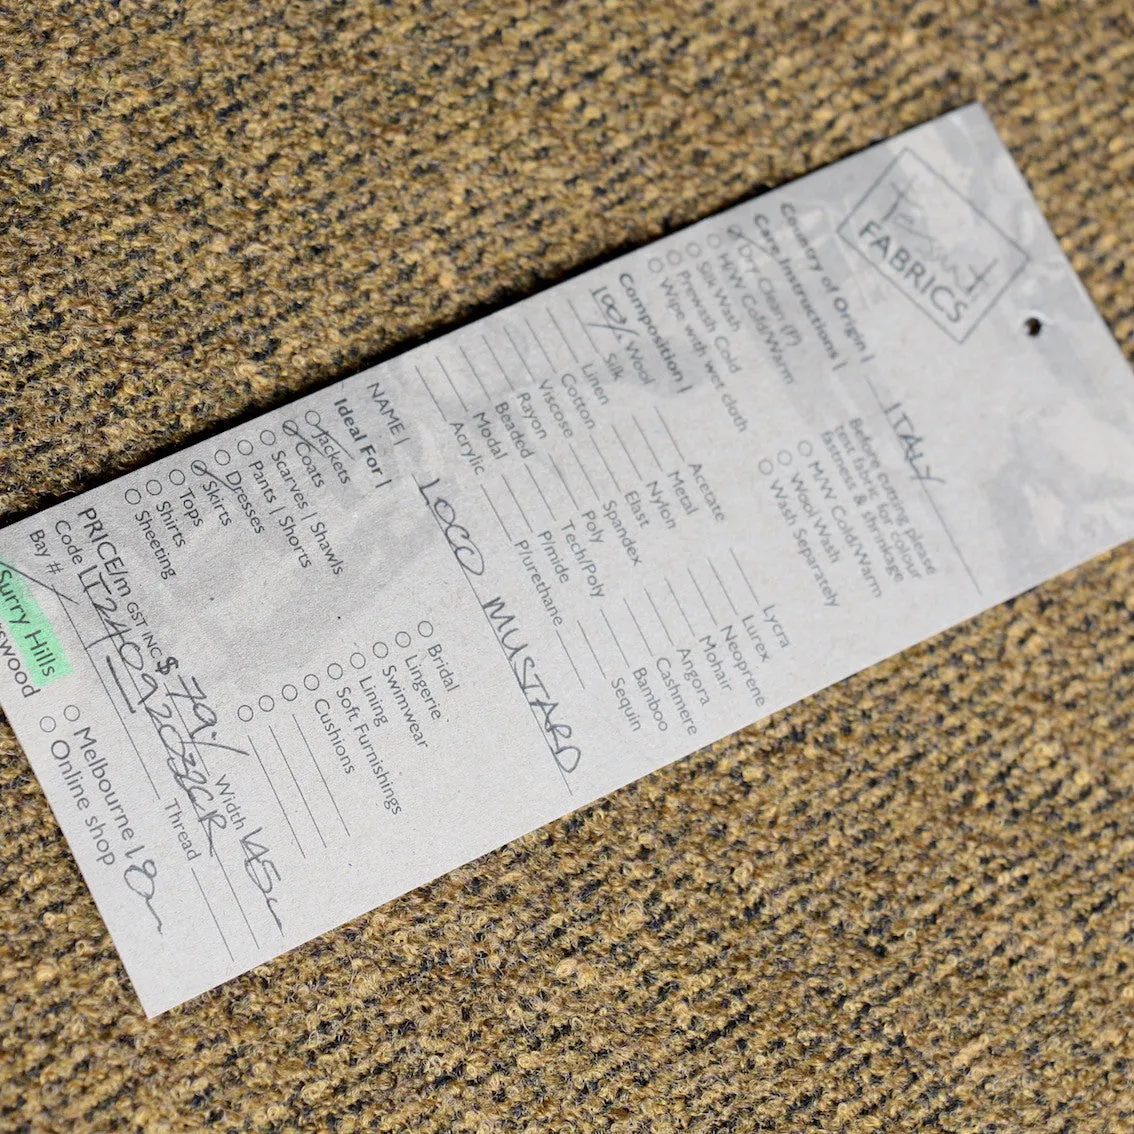 FABRICS
Country of Origin | ITALY
Care Instructions |
Dry Clean (P)
H/W Cold/Warm
Silk Wash
Prewash Cold
Wipe with wet cloth
Before cutting please
test fabric for colour
fastness & shrinkage
M/W Cold/Warm
Wool Wash
Wash Separately
Composition |
100% Wool
Silk
Linen
Cotton
Viscose
Rayon
Beaded
Modal
Acrylic
Acetate
Metal
Nylon
Elast
Spandex
Poly
Tech/Poly
P/mide
P/urethane
Lycra
Lurex
Neoprene
Mohair
Angora
Cashmere
Bamboo
Sequin
NAME | LOCO MUSTARD
Ideal For |
Jackets
Coats
Scarves | Shawls
Pants | Shorts
Dresses
Skirts
Tops
Shirts
Sheeting
Bridal
Lingerie
Swimwear
Lining
Soft Furnishings
Cushions
PRICE/m GST INC $ 79./ Width 145c
Code Thread
Bay #
Surry Hills
Melbourne
Online shop